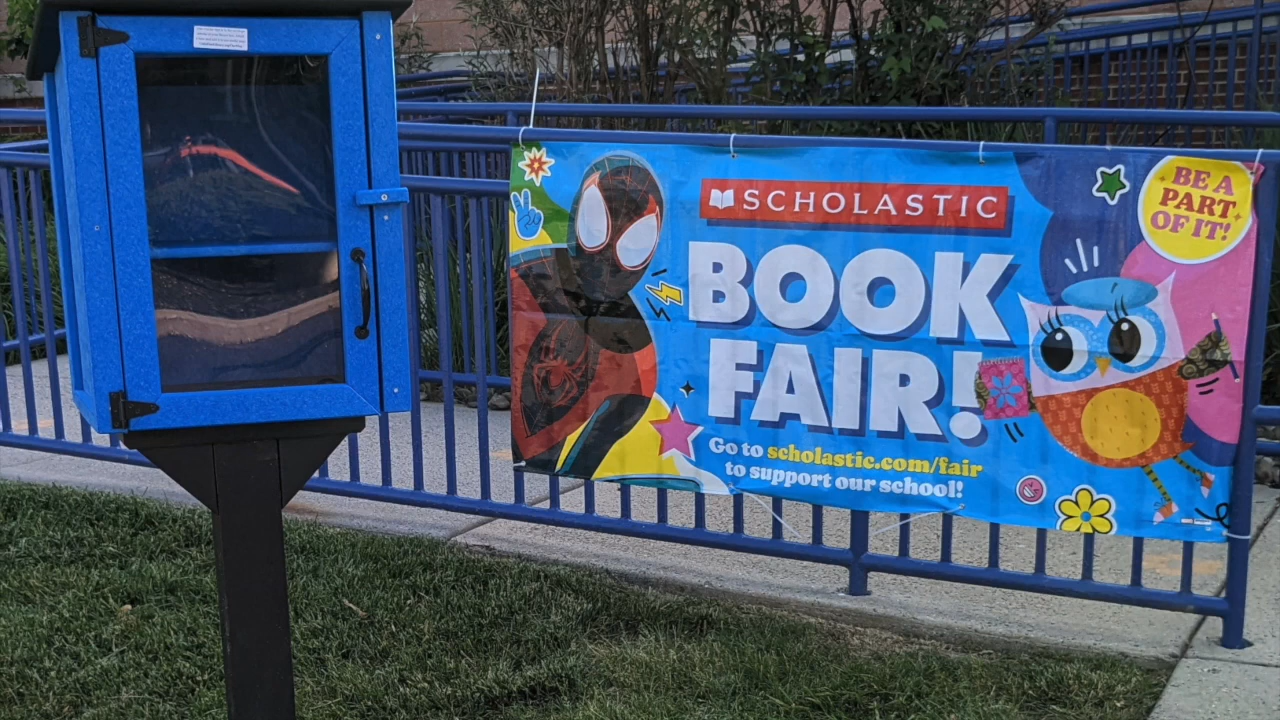 SCHOLASTIC
BOOK
FAIR!
Go to scholastic.com/fair
to support our school!
BE A
PART
OF IT!